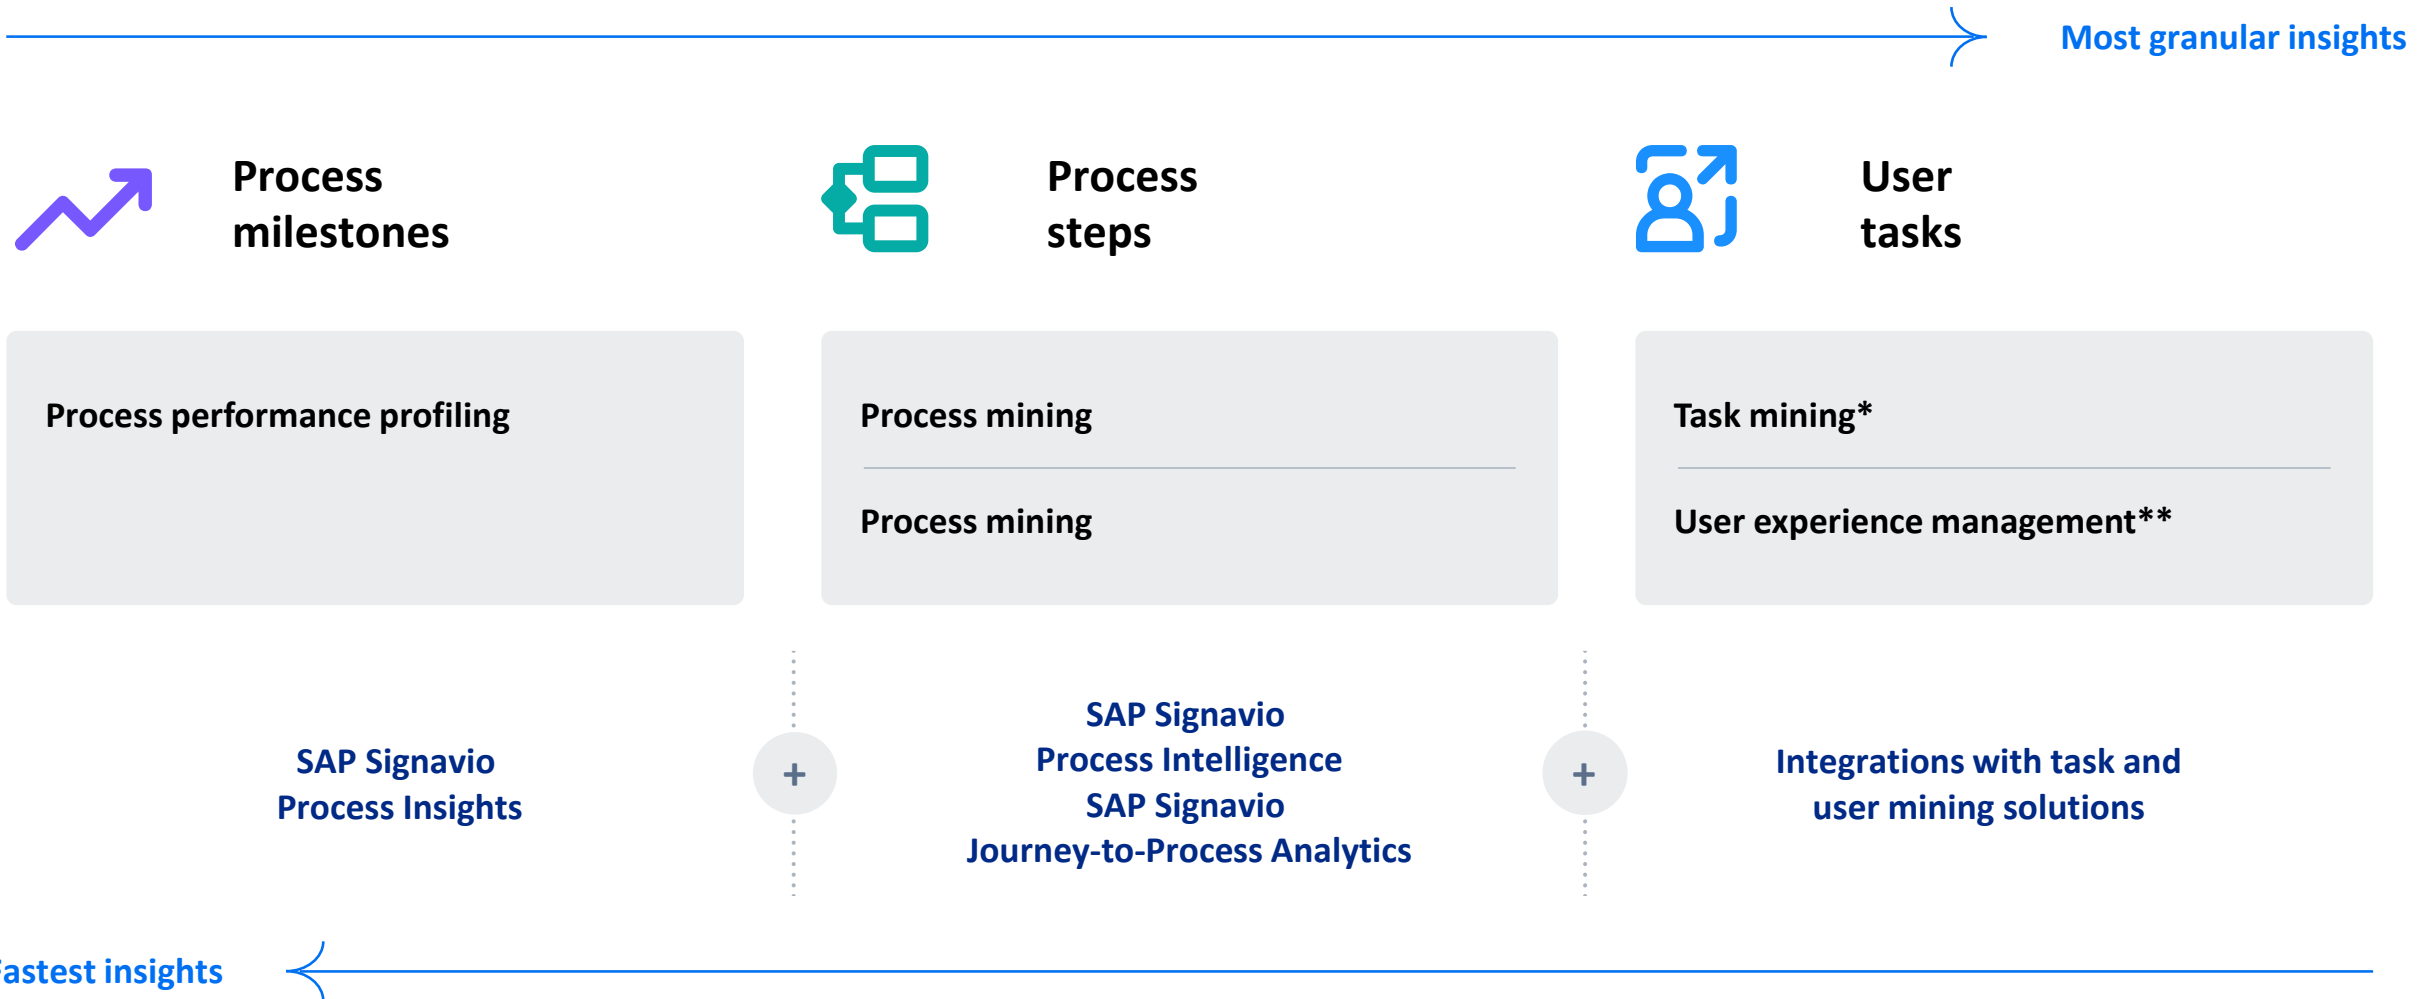 Most granular insights
Process
milestones
Process
steps
User
tasks
Process performance profiling
Process mining
Process mining
Task mining*
User experience management**
SAP Signavio
Process Insights
+
SAP Signavio
Process Intelligence
SAP Signavio
Journey-to-Process Analytics
+
Integrations with task and
user mining solutions
Fastest insights